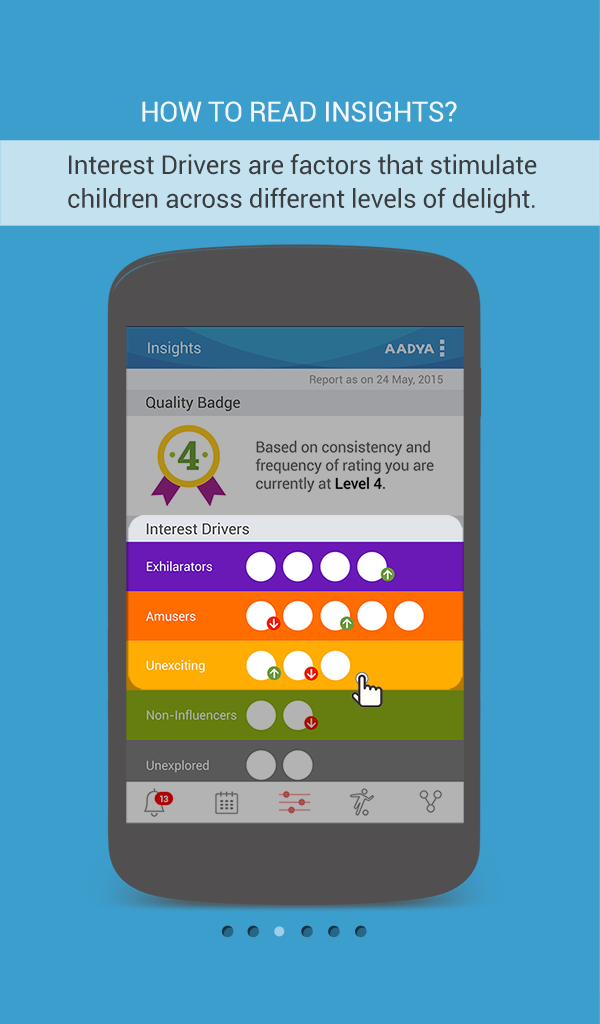 HOW TO READ INSIGHTS?
Interest Drivers are factors that stimulate
children across different levels of delight.
Insights AADYA
Report as on 24 May, 2015
Quality Badge
4
Based on consistency and
frequency of rating you are
currently at Level 4.
Interest Drivers
Exhilarators
Amusers
Unexciting
Non-Influencers
Unexplored
13